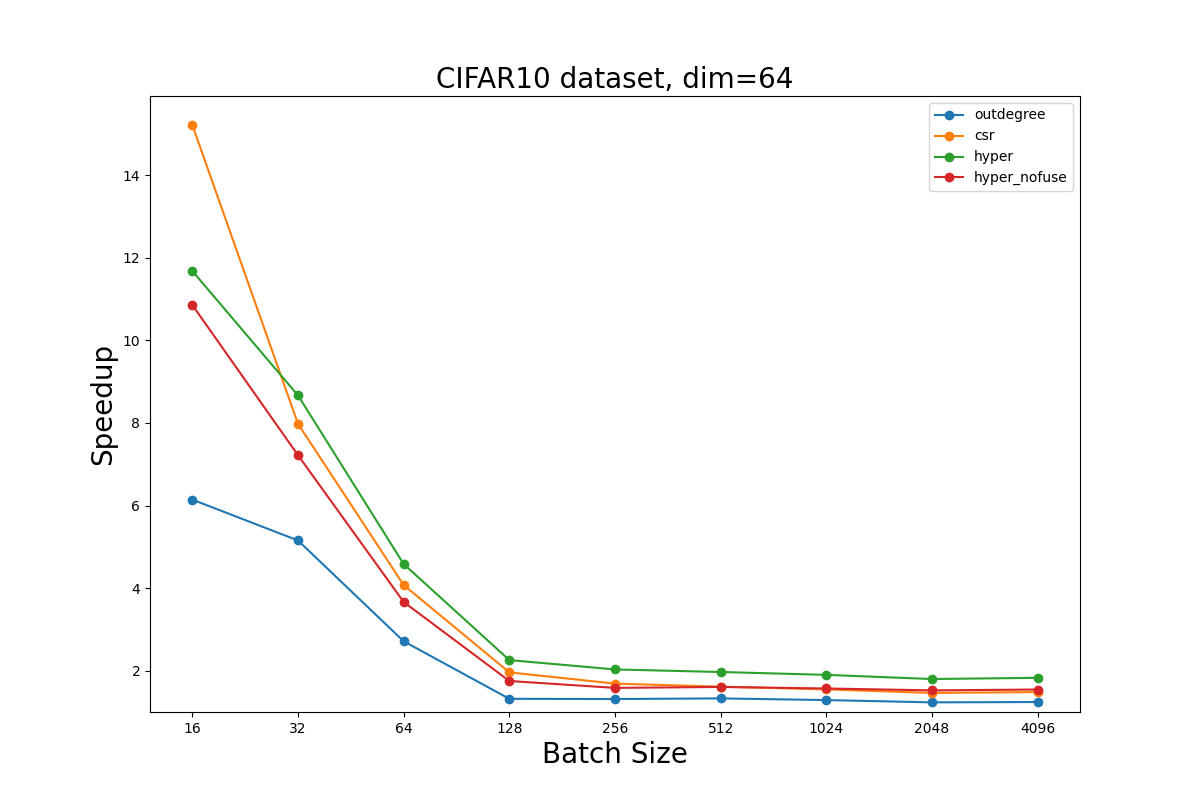 CIFAR10 dataset, dim=64
outdegree
csr
hyper
hyper_nofuse
Speedup
14
12
10
8
6
4
2
16 32 64 128 256 512 1024 2048 4096
Batch Size